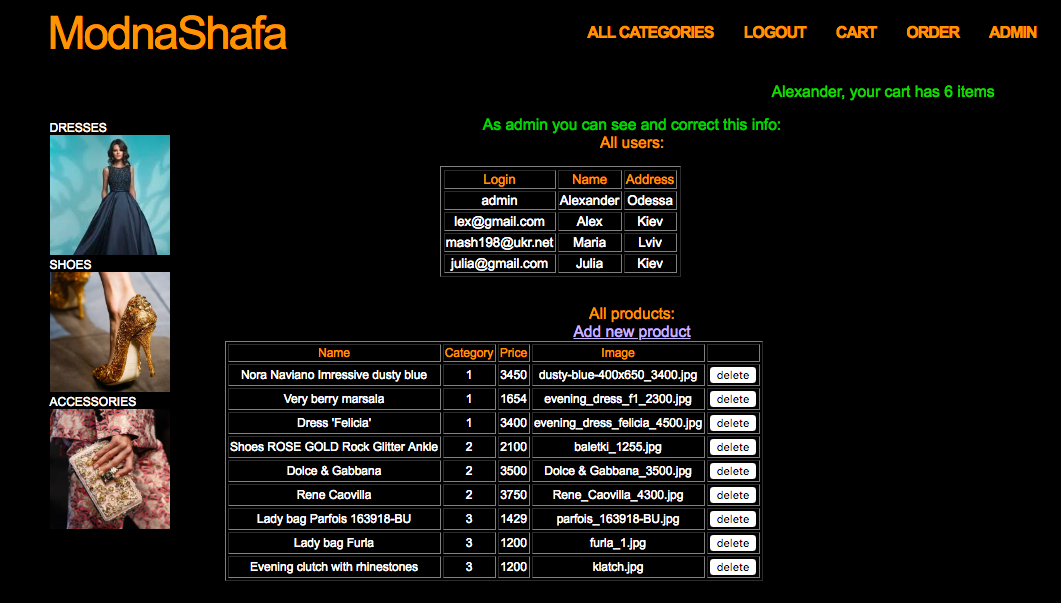 ModnaShafa
ALL CATEGORIES LOGOUT CART ORDER ADMIN
Alexander, your cart has 6 items
DRESSES
SHOES
ACCESSORIES
As admin you can see and correct this info:
All users:
Login Name Address
admin Alexander Odessa
lex@gmail.com Alex Kiev
mash198@ukr.net Maria Lviv
julia@gmail.com Julia Kiev
All products:
Add new product
Name Category Price Image
Nora Naviano Imressive dusty blue 1 3450 dusty-blue-400x650_3400.jpg delete
Very berry marsala 1 1654 evening_dress_f1_2300.jpg delete
Dress 'Felicia' 1 3400 evening_dress_felicia_4500.jpg delete
Shoes ROSE GOLD Rock Glitter Ankle 2 2100 baletki_1255.jpg delete
Dolce & Gabbana 2 3500 Dolce & Gabbana_3500.jpg delete
Rene Caovilla 2 3750 Rene_Caovilla_4300.jpg delete
Lady bag Parfois 163918-BU 3 1429 parfois_163918-BU.jpg delete
Lady bag Furla 3 1200 furla_1.jpg delete
Evening clutch with rhinestones 3 1200 klatch.jpg delete